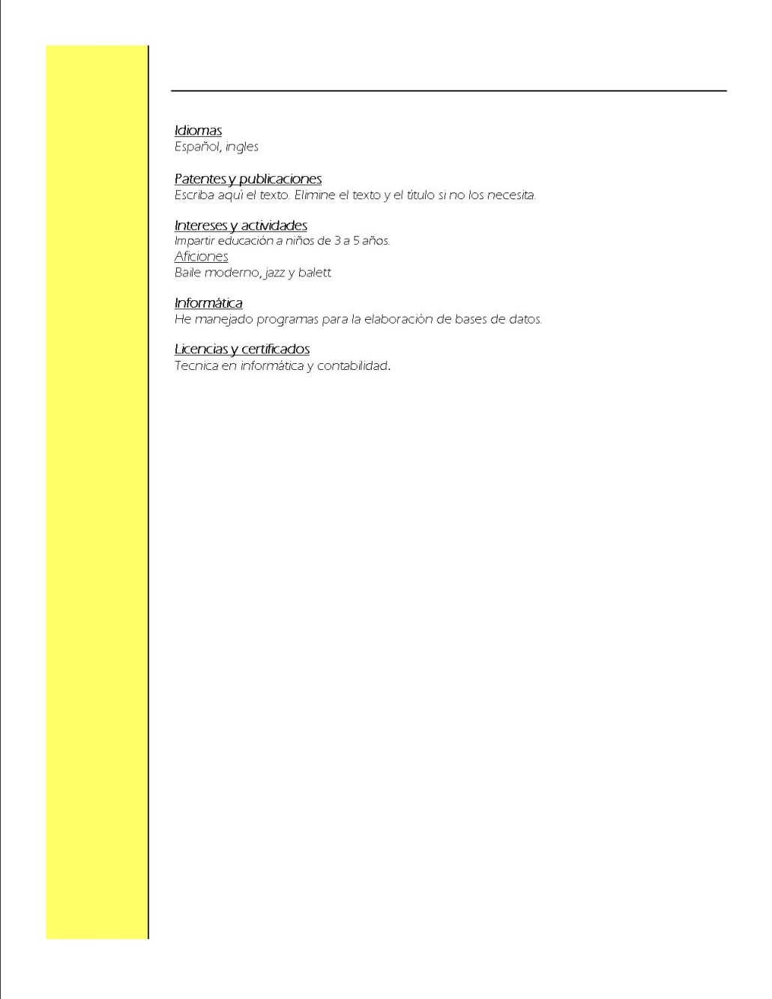 Idiomas
Español, ingles
Patentes y publicaciones
Escriba aquí el texto. Elimine el texto y el título si no los necesita.
Intereses y actividades
Impartir educación a niños de 3 a 5 años.
Aficiones
Baile moderno, jazz y balett
Informática
He manejado programas para la elaboración de bases de datos.
Licencias y certificados
Tecnica en informática y contabilidad.